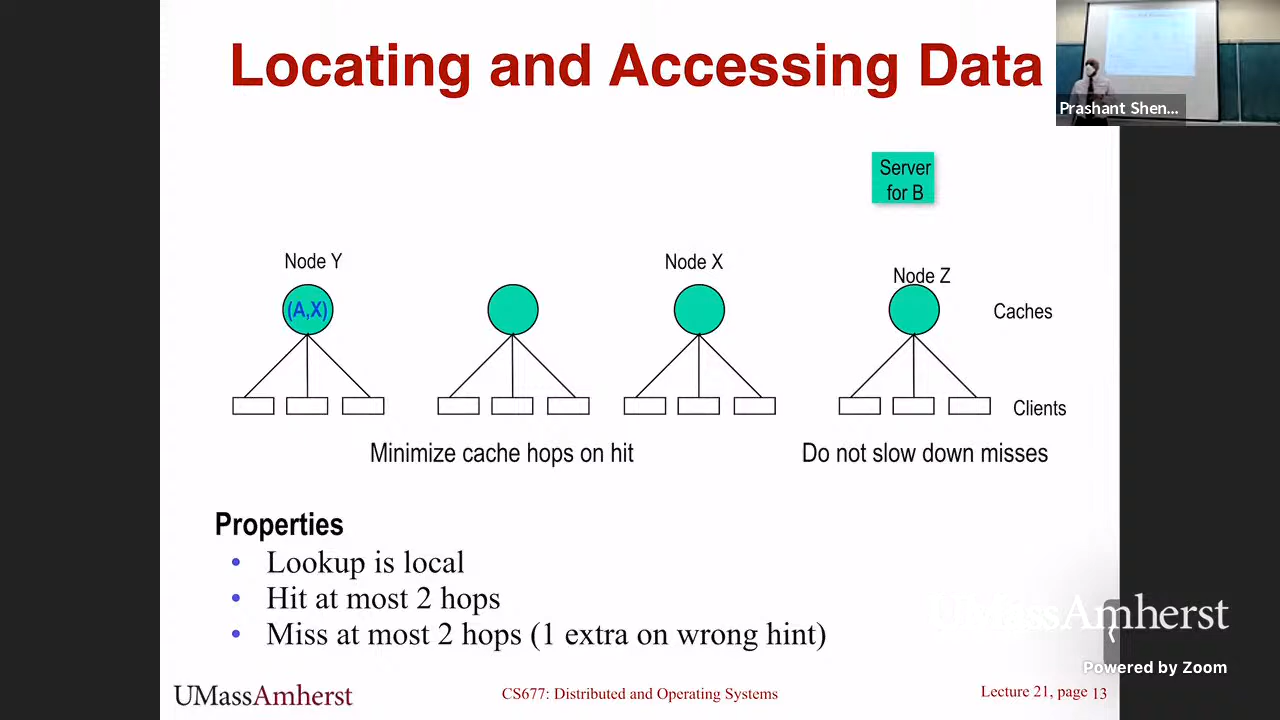 Locating and Accessing Data
Prashant Shen...
Server
for B
Node Y
Node X
Node Z
(A,X)
Caches
Clients
Minimize cache hops on hit
Do not slow down misses
Properties
• Lookup is local
• Hit at most 2 hops
• Miss at most 2 hops (1 extra on wrong hint)
UMassAmherst
Powered by Zoom
UMassAmherst
CS677: Distributed and Operating Systems
Lecture 21, page 13